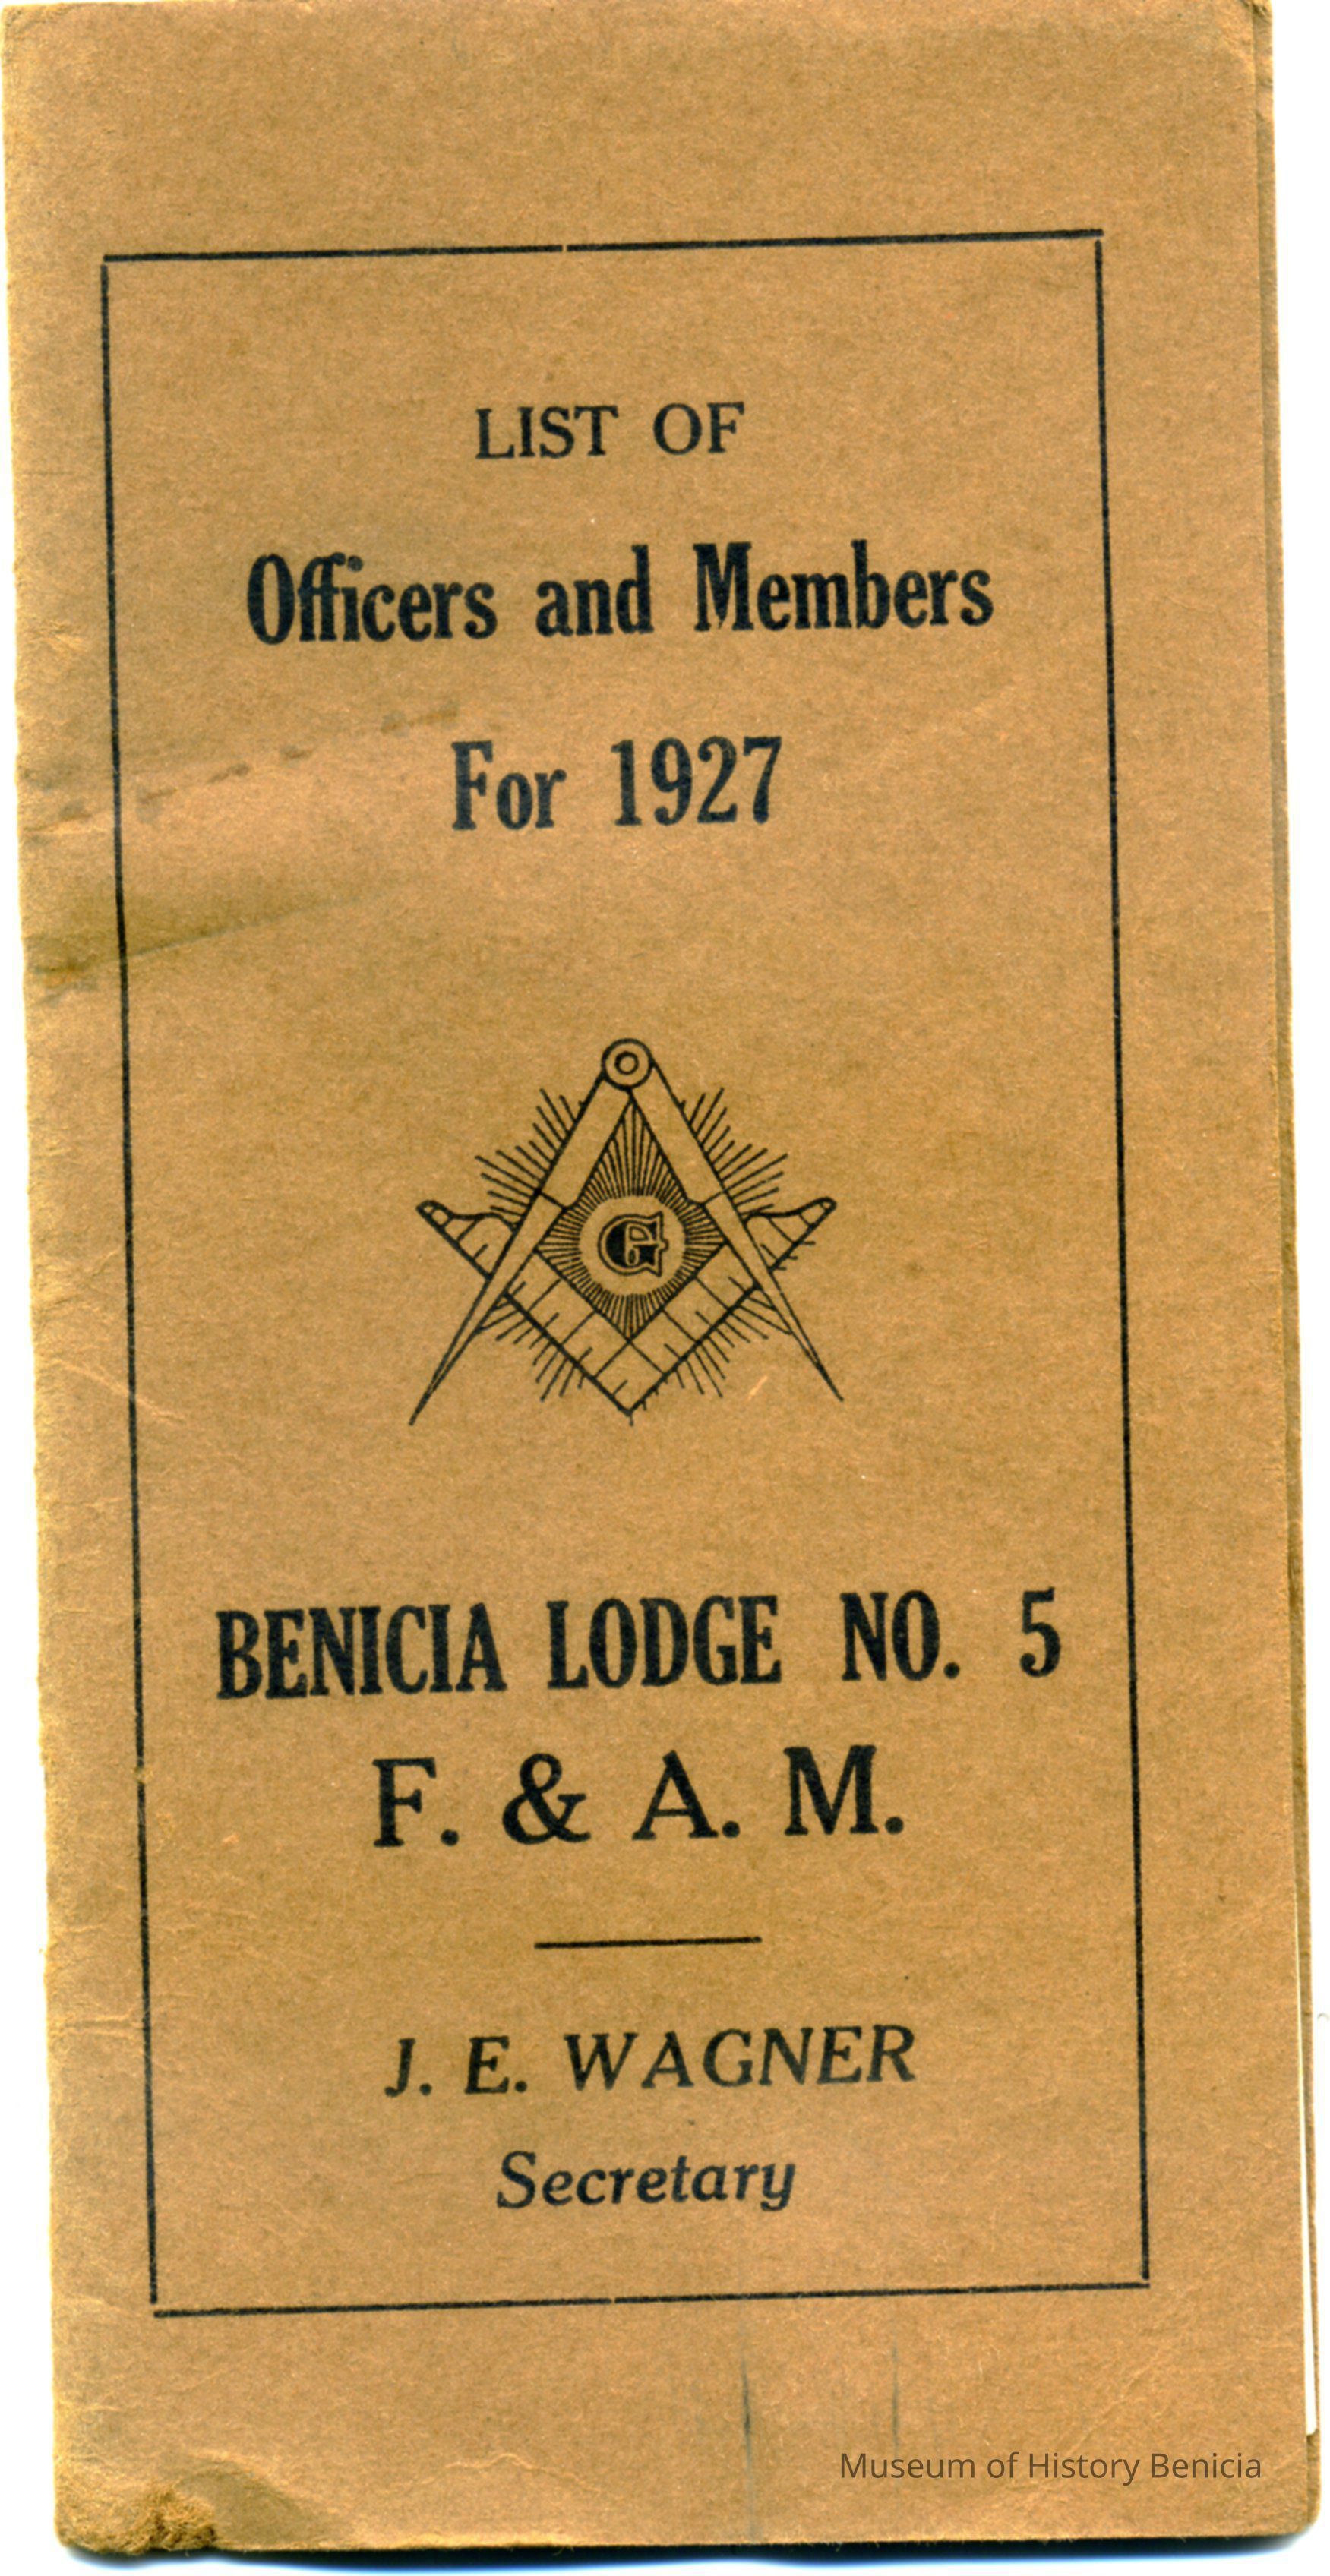 LIST OF
Officers and Members
For 1927
G
BENICIA LODGE NO. 5
F. & A. M.
J. E. WAGNER
Secretary
Museum of History Benicia